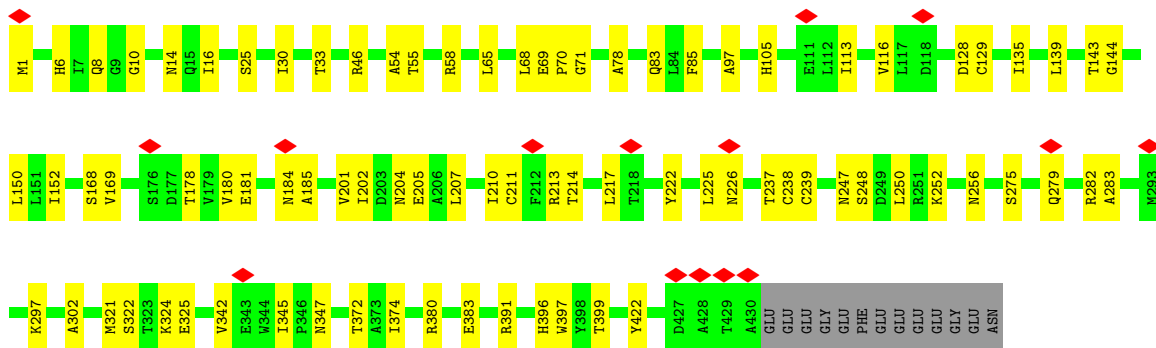 M1 H6 I7 Q8 G9 G10 N14 Q15 I16 S25 I30 T33 R46 A54 T55 R58 L65 L68 E69 P70 G71 A78 Q83 L84 F85 A97 H105 E111 L112 I113 V116 L117 D118 D128 C129 I135 L139 T143 G144
L150 L151 I152 S168 V169 S176 D177 T178 V179 V180 E181 N184 A185 V201 I202 D203 N204 E205 A206 L207 I210 C211 F212 R213 T214 L217 T218 Y222 L225 N226 T237 C238 C239 N247 S248 D249 L250 R251 K252 N256 S275 Q279 R282 A283 M293
K297 A302 M321 S322 T323 K324 E325 V342 E343 W344 I345 P346 N347 T372 A373 I374 R380 E383 R391 H396 W397 Y398 T399 Y422 D427 A428 T429 A430 GLU GLU GLU GLY GLU PHE GLU GLU GLU GLU GLY GLU ASN